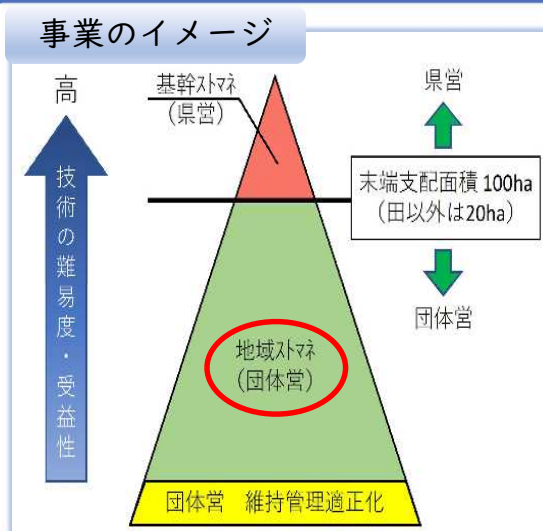 事業のイメージ
高
技術の難易度・受益性
基幹ストマネ
(県営)
県営
末端支配面積 100ha
(田以外は20ha)
団体営
地域ストマネ
(団体営)
団体営 維持管理適正化